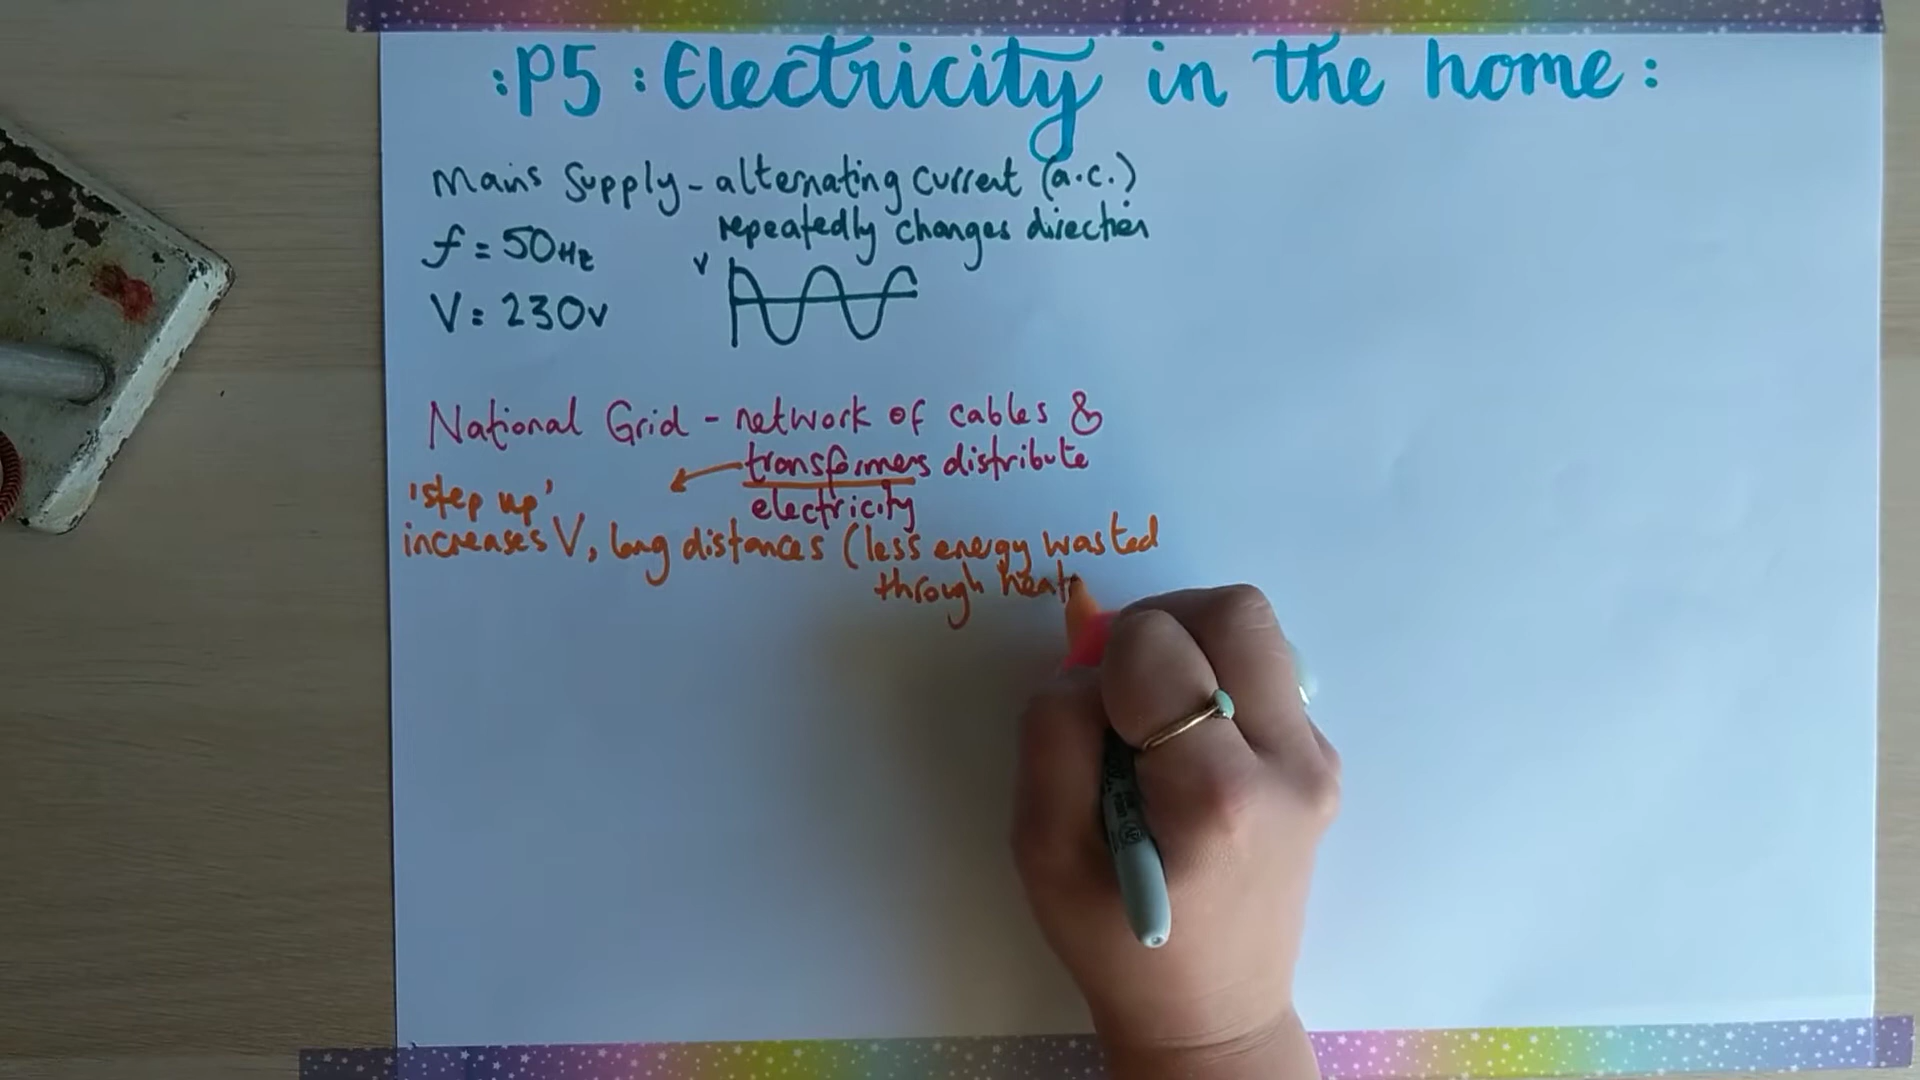 :P5: Electricity in the home:
Mains Supply - alternating current (a.c.)
repeatedly changes direction
f = 50Hz
V
V = 230v
National Grid - network of cables &
transformers distribute
'step up'
electricity
increases V, long distances (less energy wasted
through heat